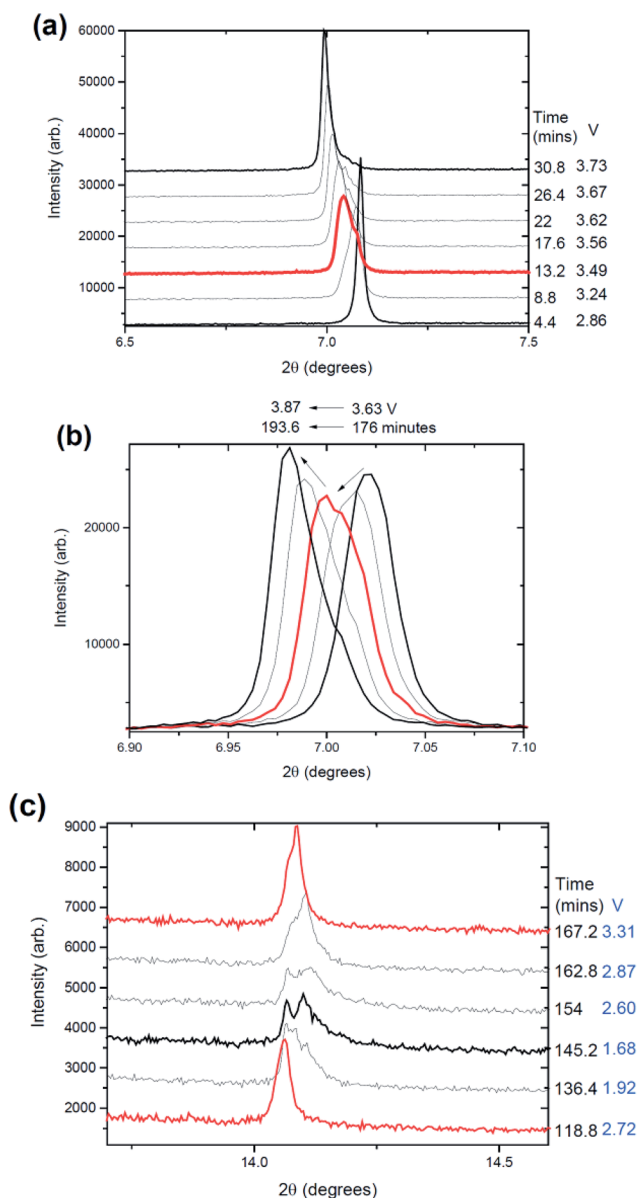 (a)
60000
50000
40000
30000
20000
10000
Intensity (arb.)
6.5 7.0 7.5
2θ (degrees)
Time
(mins) V
30.8 3.73
26.4 3.67
22 3.62
17.6 3.56
13.2 3.49
8.8 3.24
4.4 2.86
3.87 3.63 V
193.6 176 minutes
(b)
20000
10000
Intensity (arb.)
6.90 6.95 7.00 7.05 7.10
2θ (degrees)
(c)
9000
8000
7000
6000
5000
4000
3000
2000
Intensity (arb.)
14.0 14.5
2θ (degrees)
Time
(mins) V
167.2 3.31
162.8 2.87
154 2.60
145.2 1.68
136.4 1.92
118.8 2.72